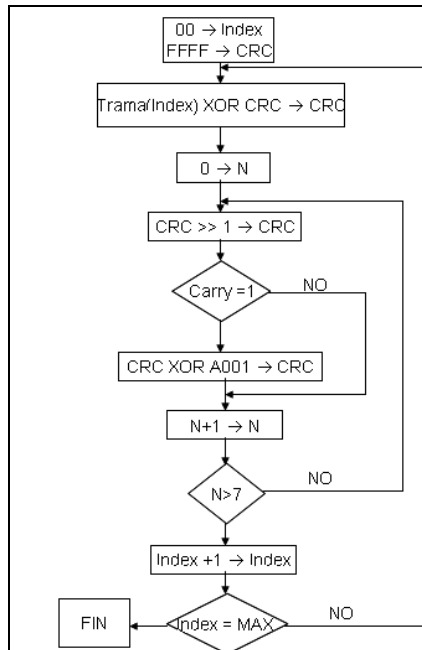 00 → Index
FFFF → CRC
Trama(Index) XOR CRC → CRC
0 → N
CRC >> 1 → CRC
Carry =1
NO
CRC XOR A001 → CRC
N+1 → N
N>7
NO
Index +1 → Index
FIN
Index = MAX
NO